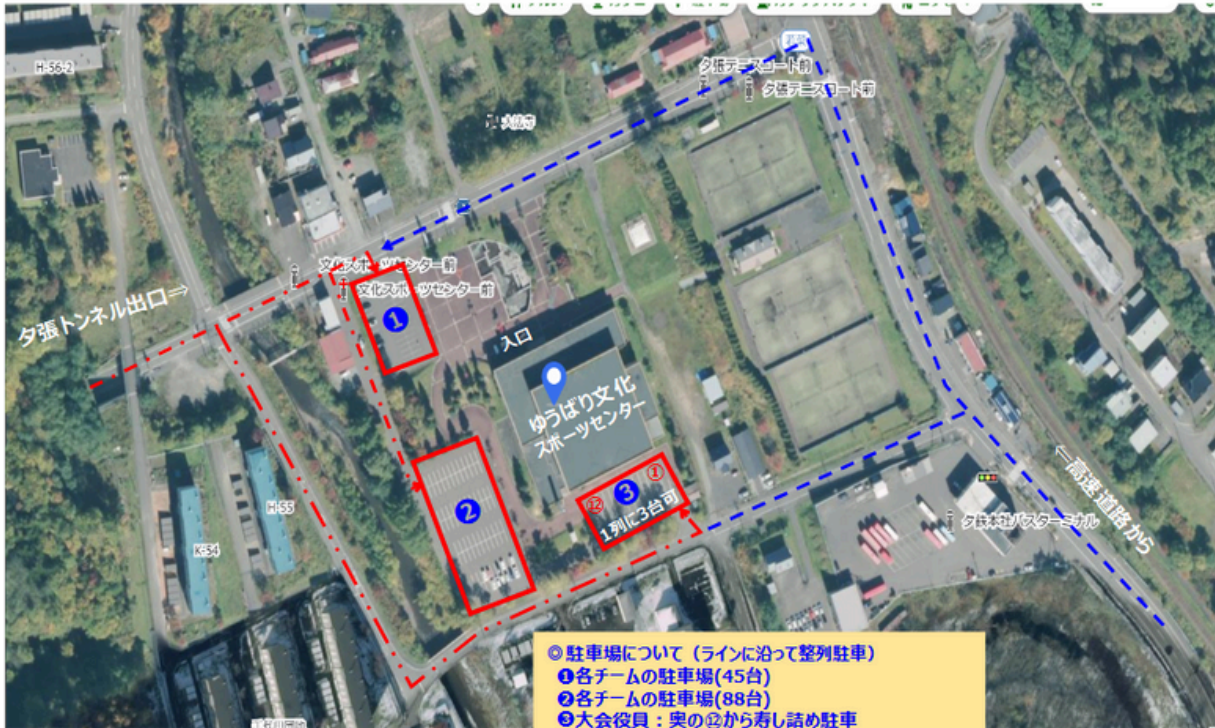 H-56-2
夕張テニスコート前
夕張テニスコート前
大法寺
文化スポーツセンター前
文化スポーツセンター前
夕張トンネル出口⇒
❶
入口
ゆうばり文化
スポーツセンター
❷
①
❸
⑫
1列に3台可
←高速道路から
夕鉄本社バスターミナル
H-55
K-54
◎駐車場について（ラインに沿って整列駐車）
❶各チームの駐車場(45台)
❷各チームの駐車場(88台)
❸大会役員：奥の⑫から寿し詰め駐車